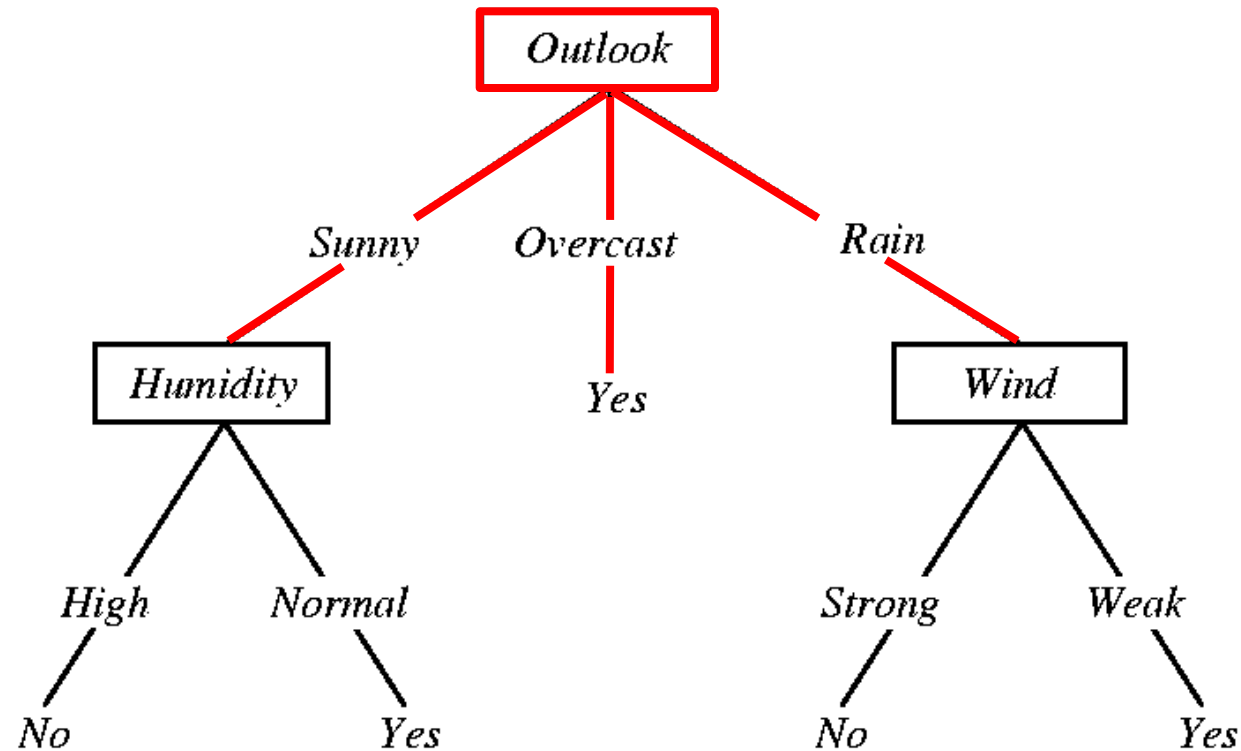 Outlook
Sunny Overcast Rain
Humidity Yes Wind
High Normal Strong Weak
No Yes No Yes